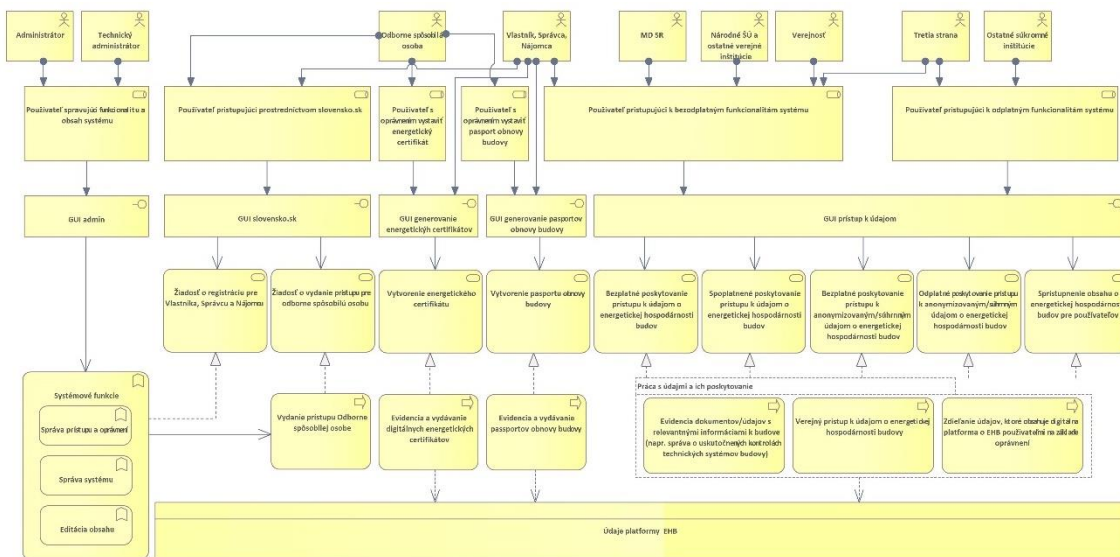 Administrátor
Technický
administrátor
Odborne spôsobilá
osoba
Vlastník, Správca,
Nájomca
MD SR
Národné ŠÚ a
ostatné verejné
inštitúcie
Verejnosť
Tretia strana
Ostatné súkromné
inštitúcie
Používateľ spravujúci funkcionalitu a
obsah systému
Používateľ pristupujúci prostredníctvom slovensko.sk
Používateľ s
oprávnením vystaviť
energetický
certifikát
Používateľ s
oprávnením vystaviť
pasport obnovy
budovy
Používateľ pristupujúci k bezodplatným funkcionalitám systému
Používateľ pristupujúci k odplatným funkcionalitám systému
GUI admin
GUI slovensko.sk
GUI generovanie
energetických certifikátov
GUI generovanie pasportov
obnovy budovy
GUI prístup k údajom
Žiadosť o registráciu pre
Vlastníka, Správcu a Nájomcu
Žiadosť o vydanie prístupu pre
odborne spôsobilú osobu
Vytvorenie energetického
certifikátu
Vytvorenie pasportu obnovy
budovy
Bezplatné poskytovanie
prístupu k údajom o
energetickej hospodárnosti
budov
Spoplatnené poskytovanie
prístupu k údajom o
energetickej hospodárnosti
budov
Bezplatné poskytovanie
prístupu k
anonymizovaným/súhrnným
údajom o energetickej
hospodárnosti budov
Odplatné poskytovanie prístupu
k anonymizovaným/súhrnným
údajom o energetickej
hospodárnosti budov
Sprístupnenie obsahu o
energetickej hospodárnos
budov pre používateľov
Systémové funkcie
Správa prístupu a oprávnení
Správa systému
Editácia obsahu
Vydanie prístupu Odborne
spôsobilej osobe
Evidencia a vydávanie
digitálnych energetických
certifikátov
Evidencia a vydávanie
passportov obnovy budovy
Práca s údajmi a ich poskytovanie
Evidencia dokumentov/údajov s
relevantnými informáciami k budove
(napr. správa o uskutočnených kontrolách
technických systémov budovy)
Verejný prístup k údajom o energetickej
hospodárnosti budovy
Zdieľanie údajov, ktoré obsahuje digitálna
platforma o EHB používateľmi na základe
oprávnení
Údaje platformy EHB